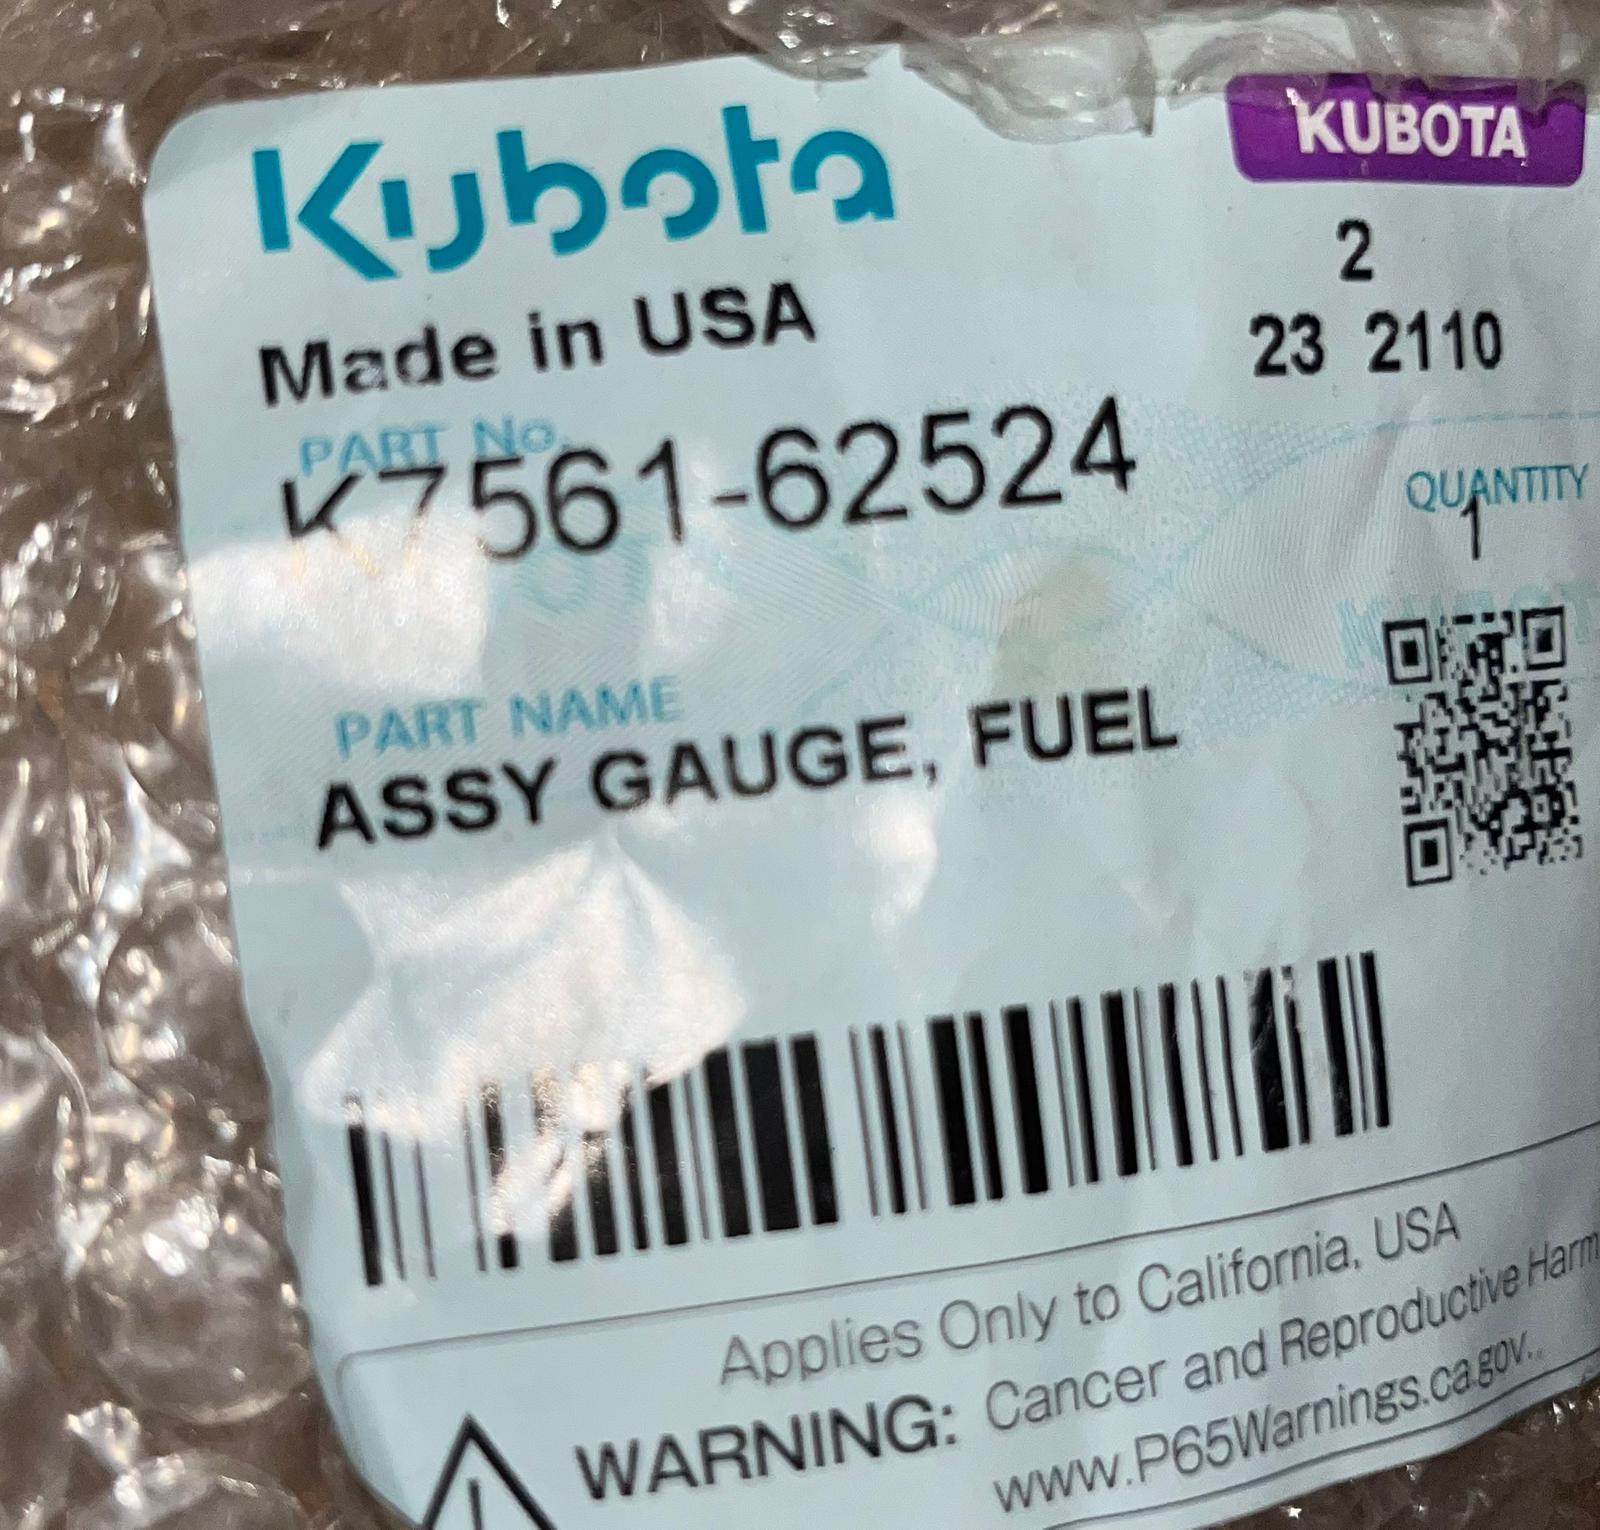 Kubota
KUBOTA
Made in USA
2
23 2110
PART No.
K7561-62524
QUANTITY
1
PART NAME
ASSY GAUGE, FUEL
Applies Only to California, USA
WARNING: Cancer and Reproductive Harm
www.P65Warnings.ca.gov.